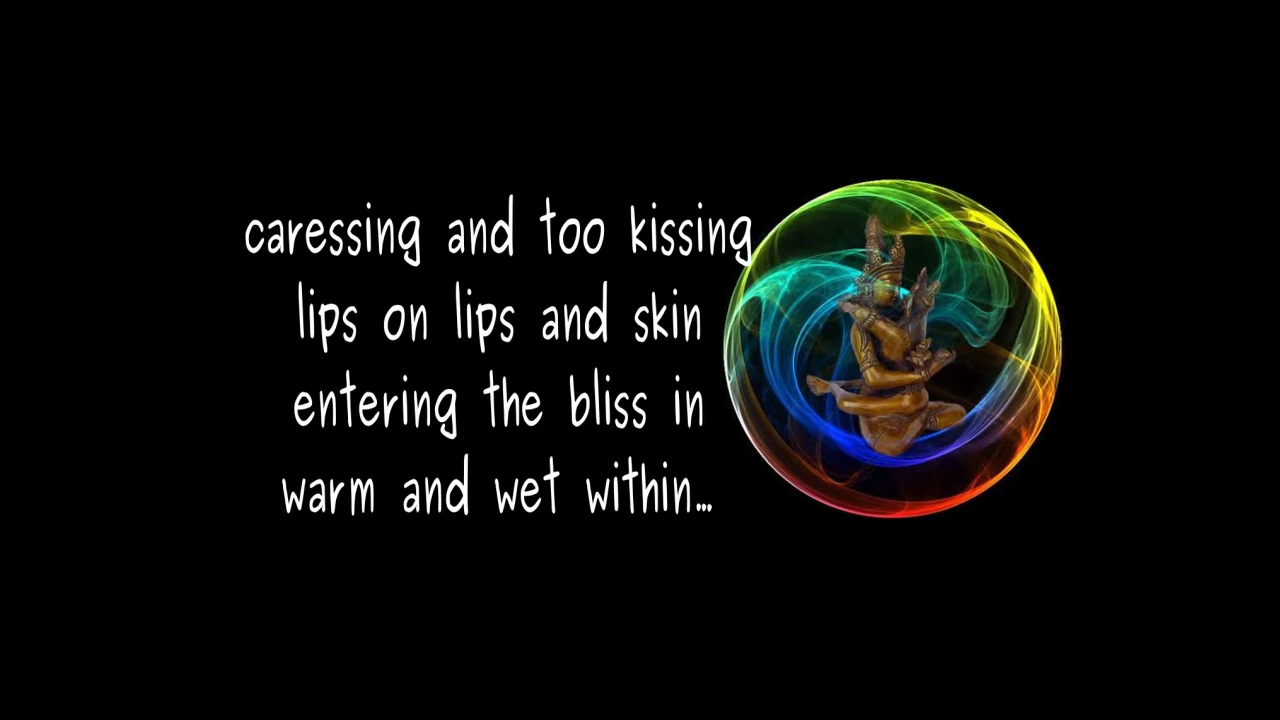 caressing and too kissing
lips on lips and skin
entering the bliss in
warm and wet within...